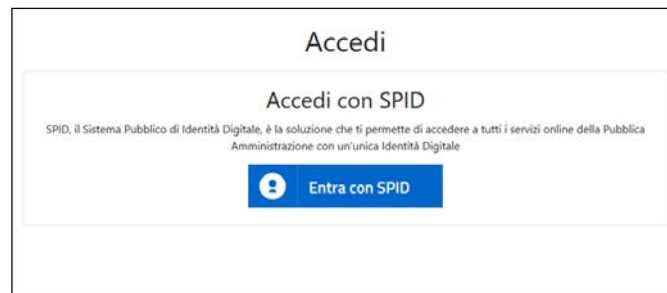 Accedi
Accedi con SPID
SPID, il Sistema Pubblico di Identità Digitale, è la soluzione che ti permette di accedere a tutti i servizi online della Pubblica
Amministrazione con un'unica Identità Digitale
Entra con SPID